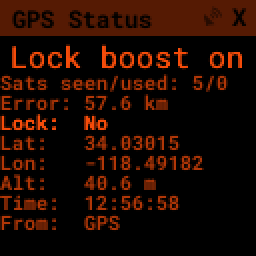 GPS Status X
Lock boost on
Sats seen/used: 5/0
Error: 57.6 km
Lock: No
Lat: 34.03015
Lon: -118.49182
Alt: 40.6 m
Time: 12:56:58
From: GPS